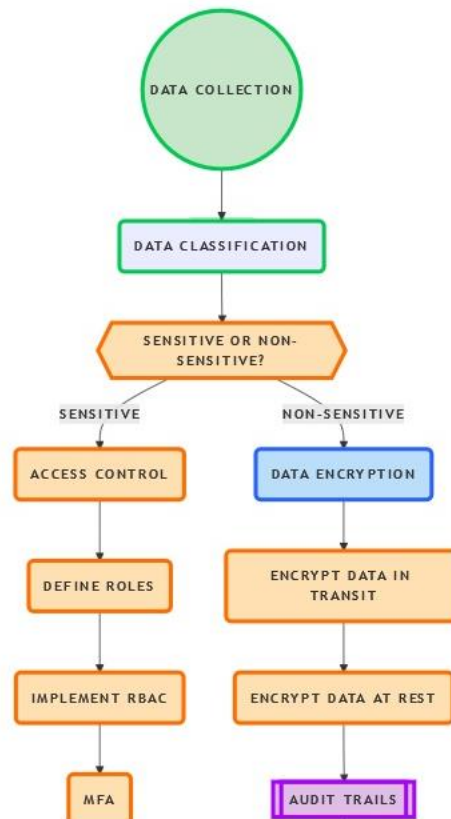 DATA COLLECTION
DATA CLASSIFICATION
SENSITIVE OR NON-
SENSITIVE?
SENSITIVE
NON-SENSITIVE
ACCESS CONTROL
DATA ENCRYPTION
DEFINE ROLES
ENCRYPT DATA IN
TRANSIT
IMPLEMENT RBAC
ENCRYPT DATA AT REST
MFA
AUDIT TRAILS